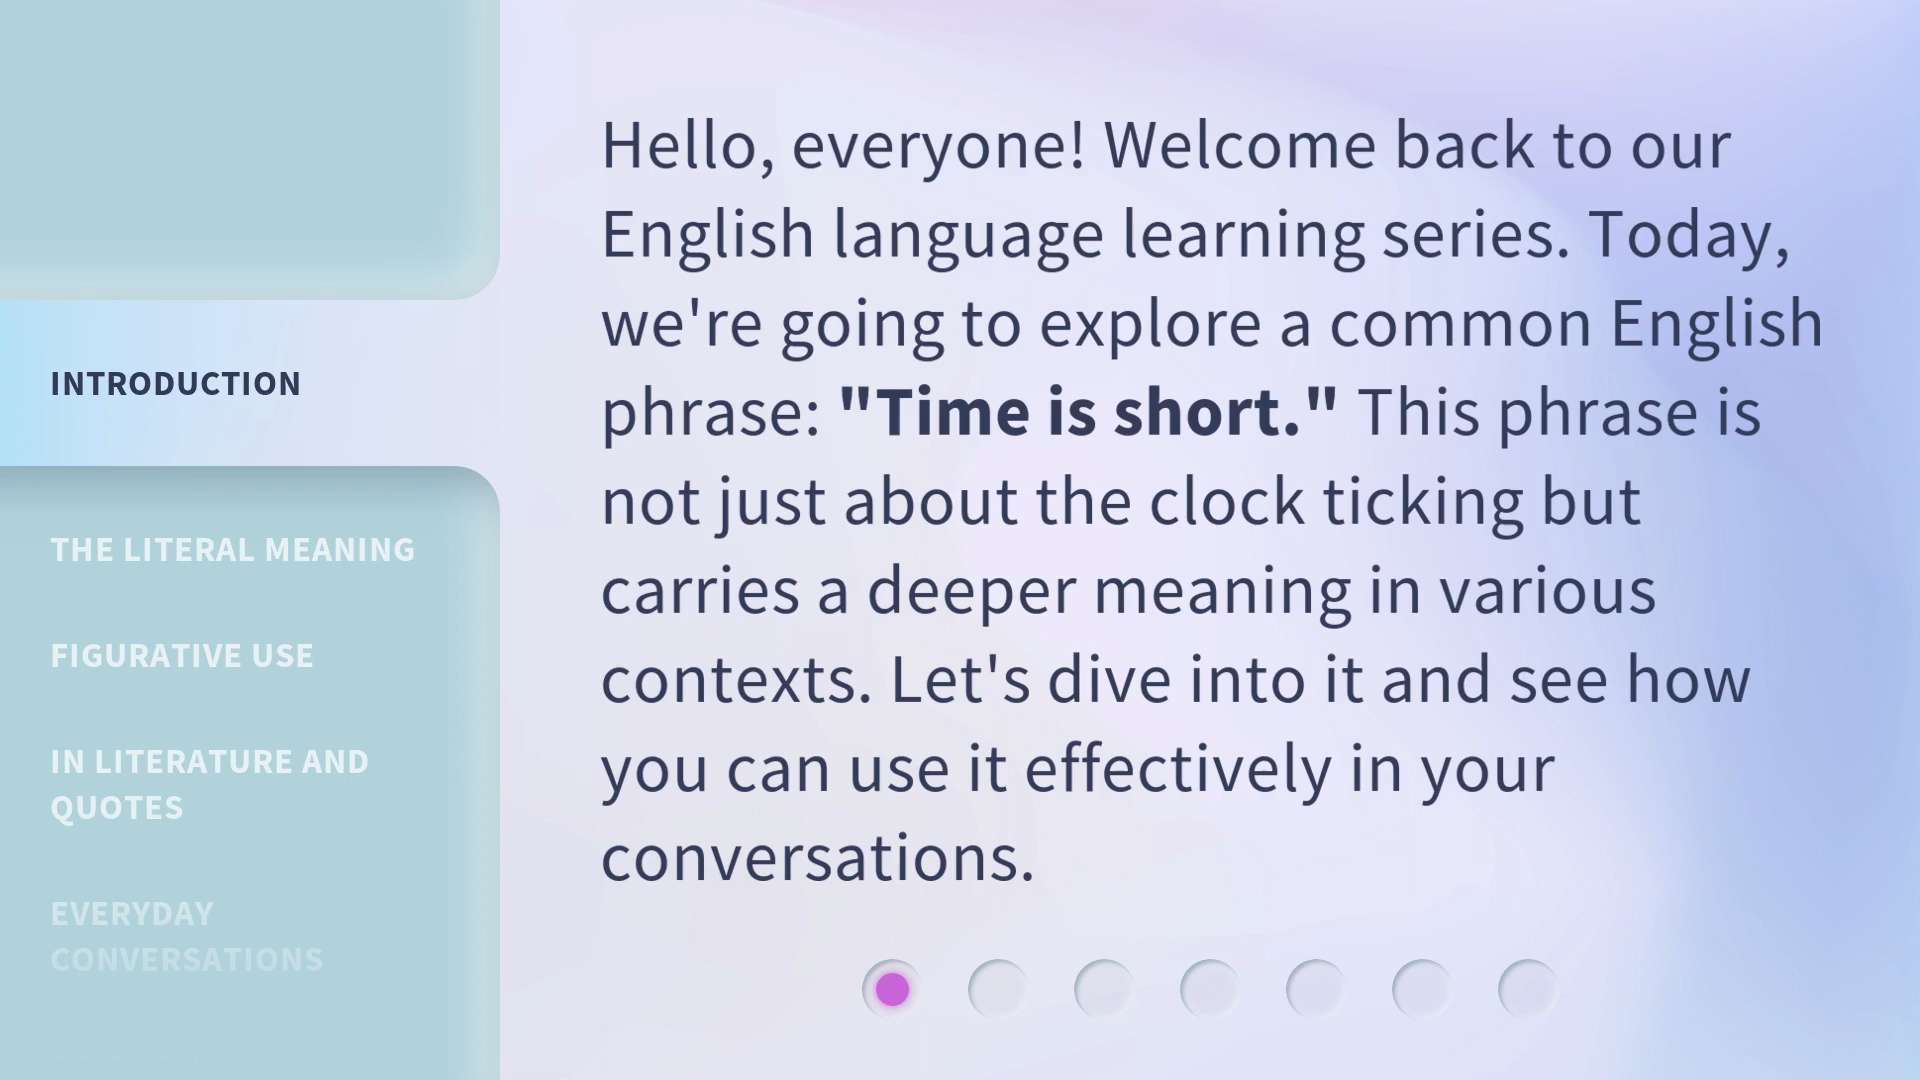 INTRODUCTION
THE LITERAL MEANING
FIGURATIVE USE
IN LITERATURE AND
QUOTES
EVERYDAY
CONVERSATIONS
Hello, everyone! Welcome back to our
English language learning series. Today,
we're going to explore a common English
phrase: "Time is short." This phrase is
not just about the clock ticking but
carries a deeper meaning in various
contexts. Let's dive into it and see how
you can use it effectively in your
conversations.